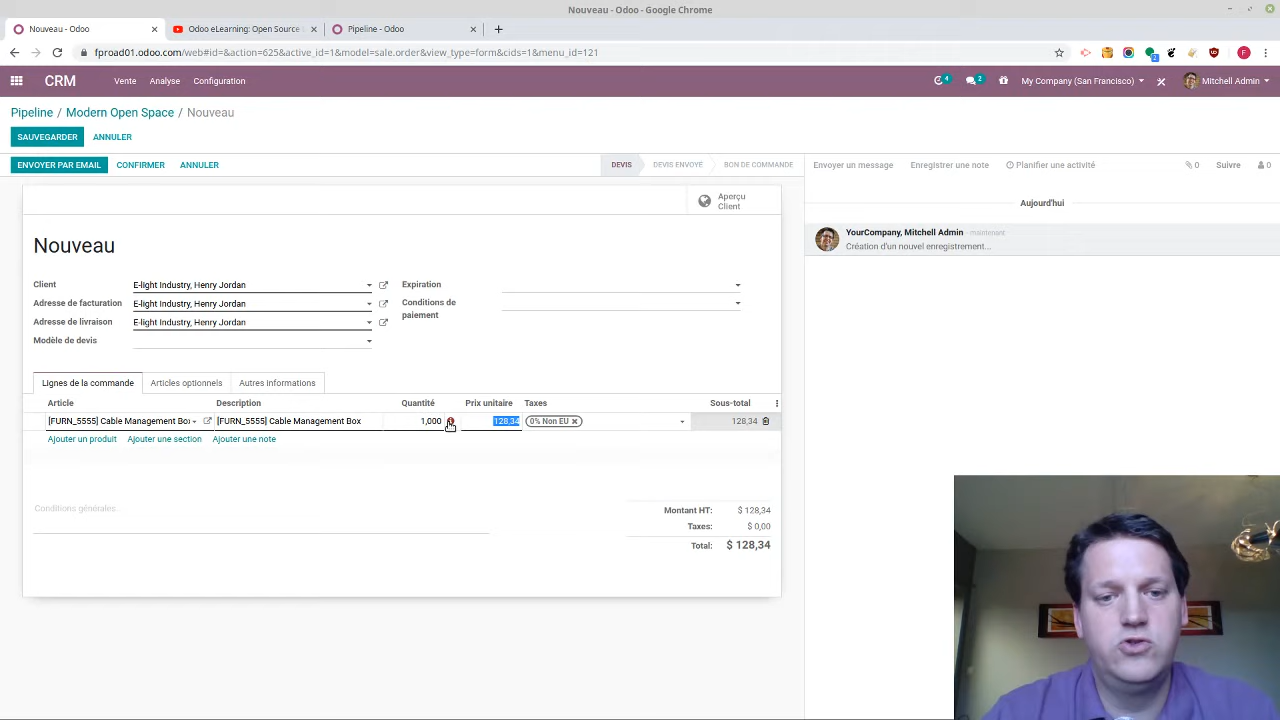 Nouveau - Odoo - Google Chrome
Nouveau - Odoo
Odoo eLearning: Open Source L
Pipeline - Odoo
fproad01.odoo.com/web#id=&action=625&active_id=1&model=sale.order&view_type=form&cids=1&menu_id=121
2
F
CRM Vente Analyse Configuration
4 2 My Company (San Francisco) Mitchell Admin
Pipeline / Modern Open Space / Nouveau
SAUVEGARDER ANNULER
ENVOYER PAR EMAIL CONFIRMER ANNULER DEVIS DEVIS ENVOYÉ BON DE COMMANDE
Envoyer un message Enregistrer une note Planifier une activité 0 Suivre 0
Aperçu
Client
Aujourd'hui
YourCompany, Mitchell Admin - maintenant
Création d'un nouvel enregistrement...
Nouveau
Client E-light Industry, Henry Jordan
Adresse de facturation E-light Industry, Henry Jordan
Adresse de livraison E-light Industry, Henry Jordan
Modèle de devis
Expiration
Conditions de
paiement
Lignes de la commande Articles optionnels Autres informations
Article Description Quantité Prix unitaire Taxes Sous-total
[FURN_5555] Cable Management Box [FURN_5555] Cable Management Box 1,000 128,34 0% Non EU 128,34
Ajouter un produit Ajouter une section Ajouter une note
Conditions générales...
Montant HT: $ 128,34
Taxes: $ 0,00
Total: $ 128,34